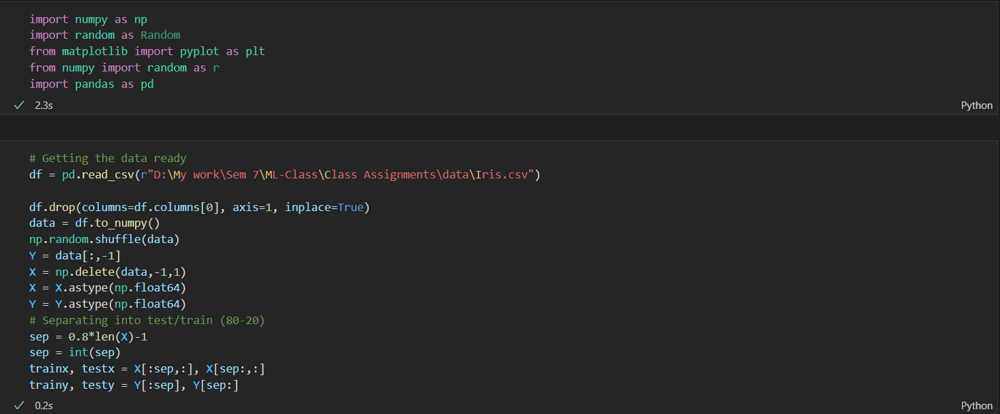 import numpy as np
import random as Random
from matplotlib import pyplot as plt
from numpy import random as r
import pandas as pd
✓ 2.3s
Python
# Getting the data ready
df = pd.read_csv(r"D:\My work\Sem 7\ML-Class\Class Assignments\data\Iris.csv")
df.drop(columns=df.columns[0], axis=1, inplace=True)
data = df.to_numpy()
np.random.shuffle(data)
Y = data[:,-1]
X = np.delete(data,-1,1)
X = X.astype(np.float64)
Y = Y.astype(np.float64)
# Separating into test/train (80-20)
sep = 0.8*len(X)-1
sep = int(sep)
trainx, testx = X[:sep,:], X[sep:,:]
trainy, testy = Y[:sep], Y[sep:]
✓ 0.2s
Python